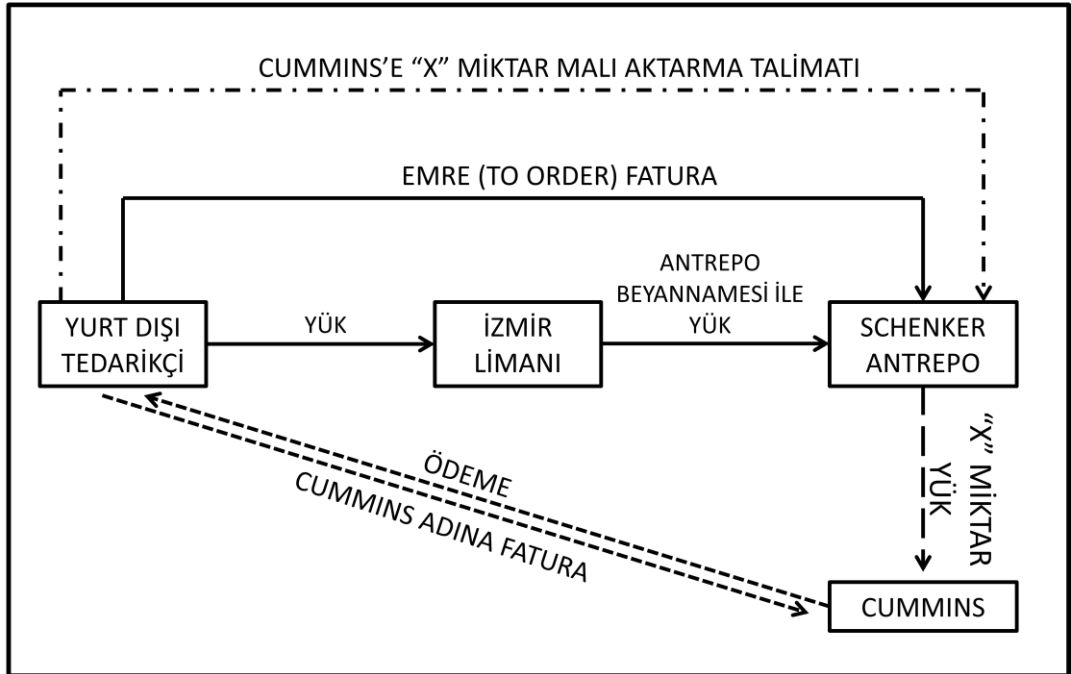 CUMMINS’E “X” MİKTAR MALI AKTARMA TALİMATI
EMRE (TO ORDER) FATURA
ANTREPO
BEYANNAMESİ İLE
YÜK
YÜK
YURT DIŞI
TEDARİKÇİ
İZMİR
LİMANI
SCHENKER
ANTREPO
“X” MİKTAR
YÜK
ÖDEME
CUMMINS ADINA FATURA
CUMMINS